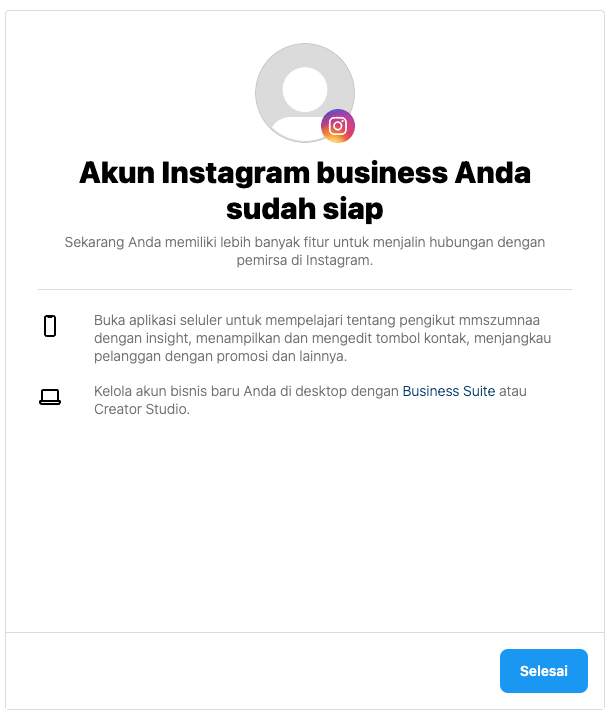 Akun Instagram business Anda
sudah siap
Sekarang Anda memiliki lebih banyak fitur untuk menjalin hubungan dengan
pemirsa di Instagram.
Buka aplikasi seluler untuk mempelajari tentang pengikut mmszumnaa
dengan insight, menampilkan dan mengedit tombol kontak, menjangkau
pelanggan dengan promosi dan lainnya.
Kelola akun bisnis baru Anda di desktop dengan Business Suite atau
Creator Studio.
Selesai